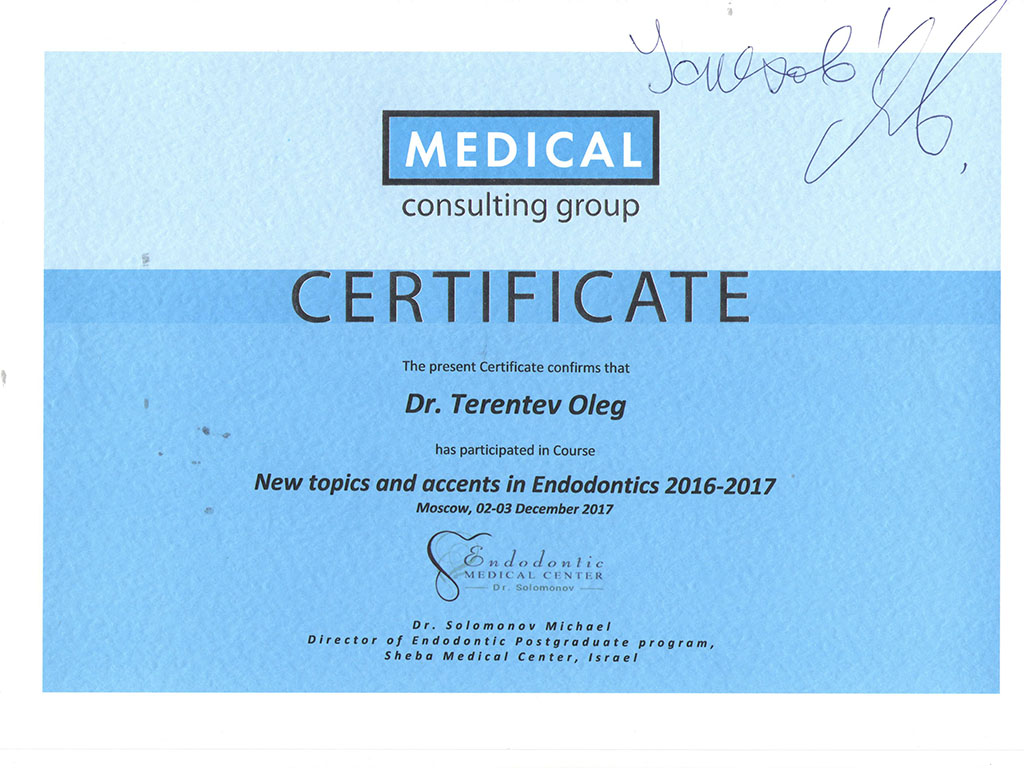 MEDICAL
consulting group
CERTIFICATE
The present Certificate confirms that
Dr. Terentev Oleg
has participated in Course
New topics and accents in Endodontics 2016-2017
Moscow, 02-03 December 2017
Endodontic
MEDICAL CENTER
Dr. Solomonov
Dr. Solomonov Michael
Director of Endodontic Postgraduate program,
Sheba Medical Center, Israel